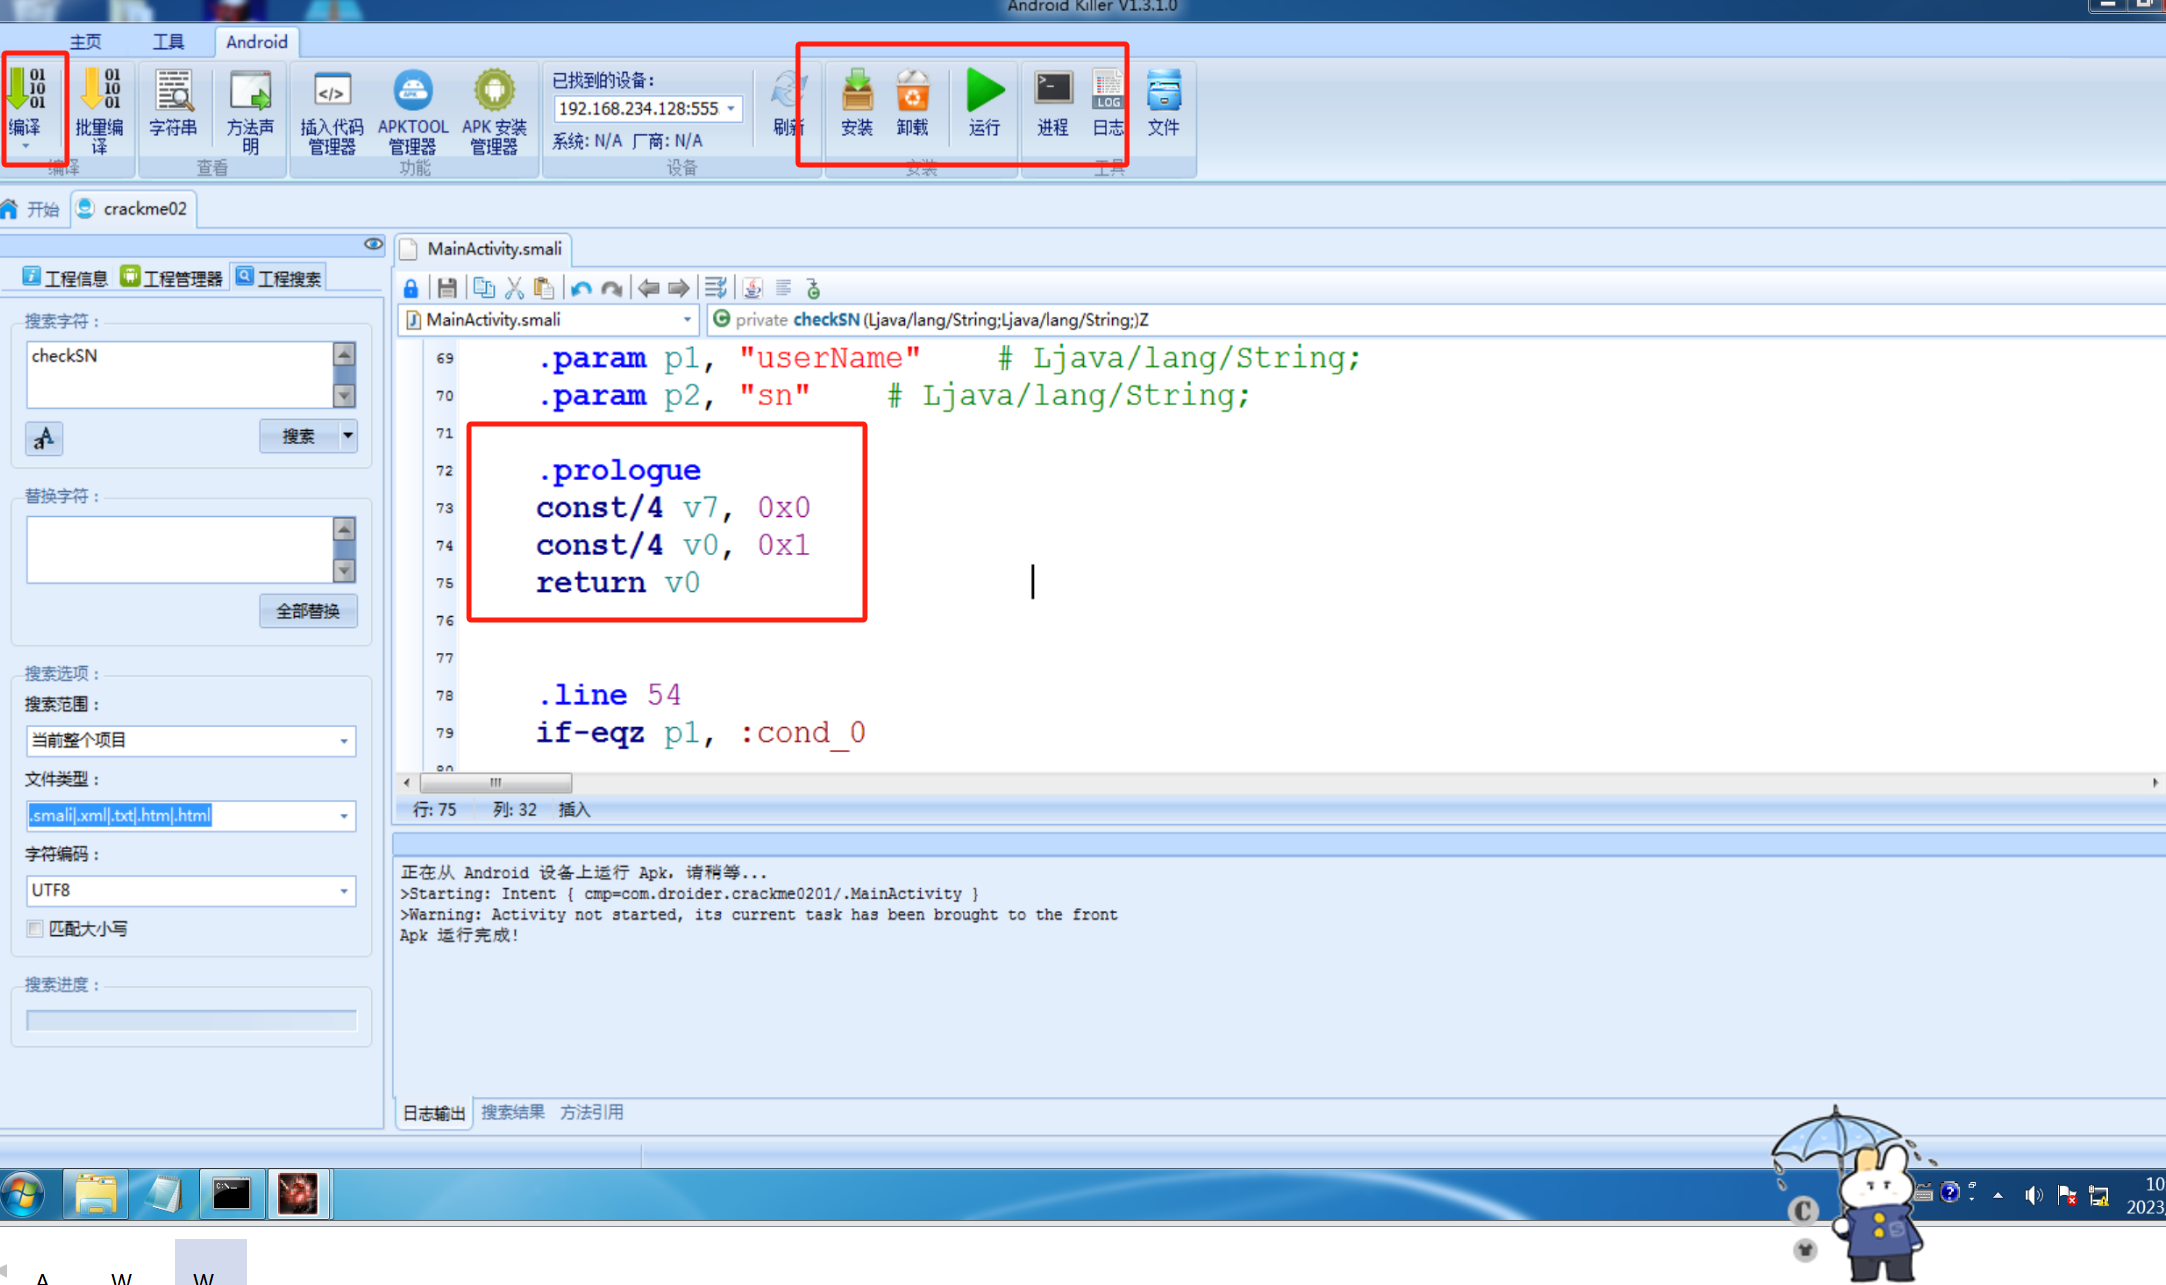 Android Killer V1.3.1.0
主页 工具 Android
编译 批量编译 字符串 方法声明 插入代码管理器 APKTOOL管理器 APK 安装管理器
已找到的设备：
192.168.234.128:555
系统: N/A 厂商: N/A
刷新 安装 卸载 运行 进程 日志 文件
编译 查看 功能 设备 安装 工具
开始 crackme02
MainActivity.smali
工程信息 工程管理器 工程搜索
MainActivity.smali private checkSN (Ljava/lang/String;Ljava/lang/String;)Z
搜索字符：
checkSN
搜索
替换字符：
全部替换
搜索选项：
搜索范围：
当前整个项目
文件类型：
.smali|.xml|.txt|.htm|.html
字符编码：
UTF8
匹配大小写
搜索进度：
69 .param p1, "userName" # Ljava/lang/String;
70 .param p2, "sn" # Ljava/lang/String;
71
72 .prologue
73 const/4 v7, 0x0
74 const/4 v0, 0x1
75 return v0
76
77
78 .line 54
79 if-eqz p1, :cond_0
80
行: 75 列: 32 插入
正在从 Android 设备上运行 Apk，请稍等...
>Starting: Intent { cmp=com.droider.crackme0201/.MainActivity }
>Warning: Activity not started, its current task has been brought to the front
Apk 运行完成!
日志输出 搜索结果 方法引用
10
2023
A W W